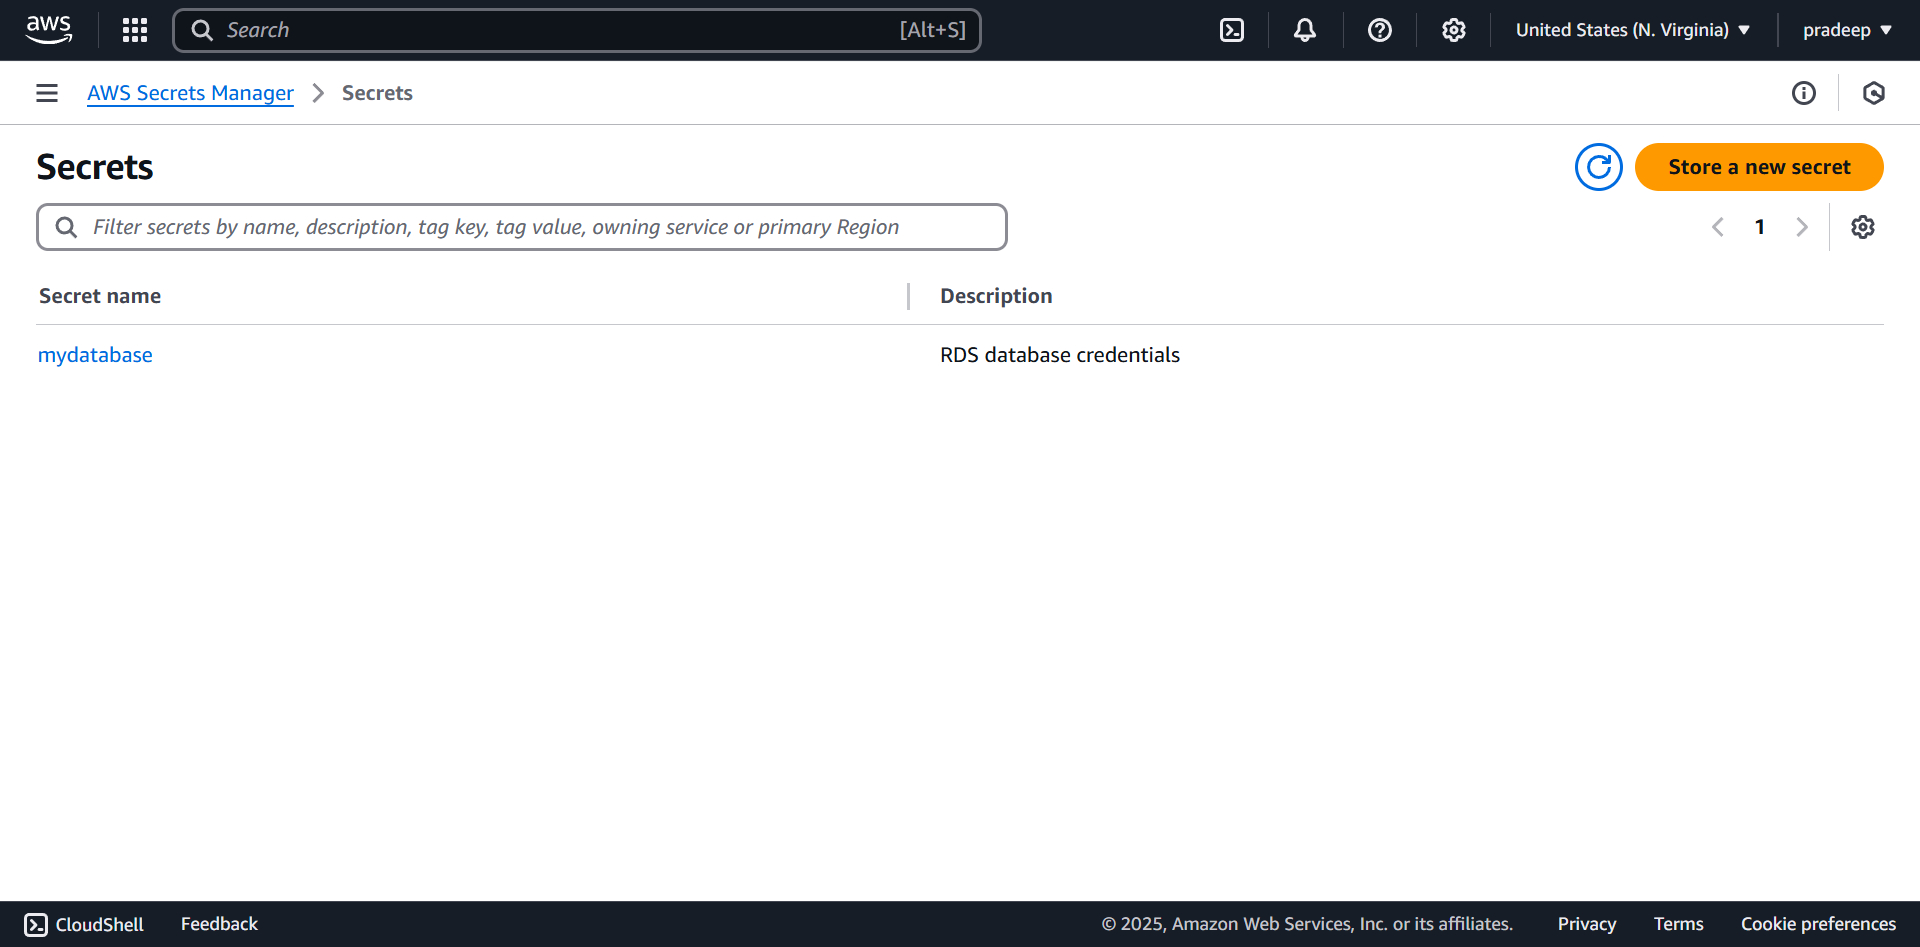 aws
Search [Alt+S]
United States (N. Virginia)
pradeep
AWS Secrets Manager > Secrets
Secrets
Store a new secret
Filter secrets by name, description, tag key, tag value, owning service or primary Region
1
Secret name Description
mydatabase RDS database credentials
CloudShell Feedback © 2025, Amazon Web Services, Inc. or its affiliates. Privacy Terms Cookie preferences